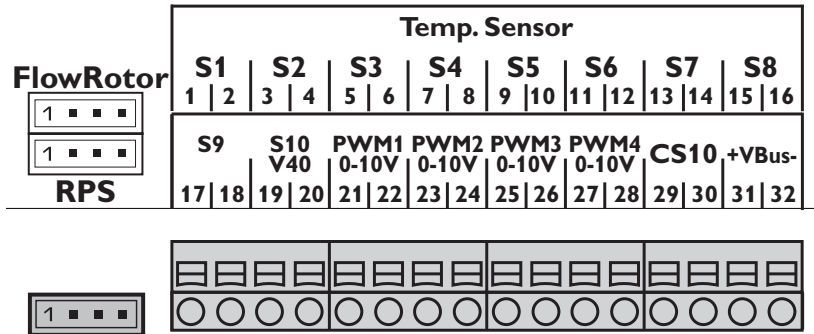 Temp. Sensor
FlowRotor
S1 S2 S3 S4 S5 S6 S7 S8
1 2 3 4 5 6 7 8 9 10 11 12 13 14 15 16
1
1
S9 S10 PWM1 PWM2 PWM3 PWM4 CS10 +VBus-
V40 0-10V 0-10V 0-10V 0-10V
RPS
17 18 19 20 21 22 23 24 25 26 27 28 29 30 31 32
1